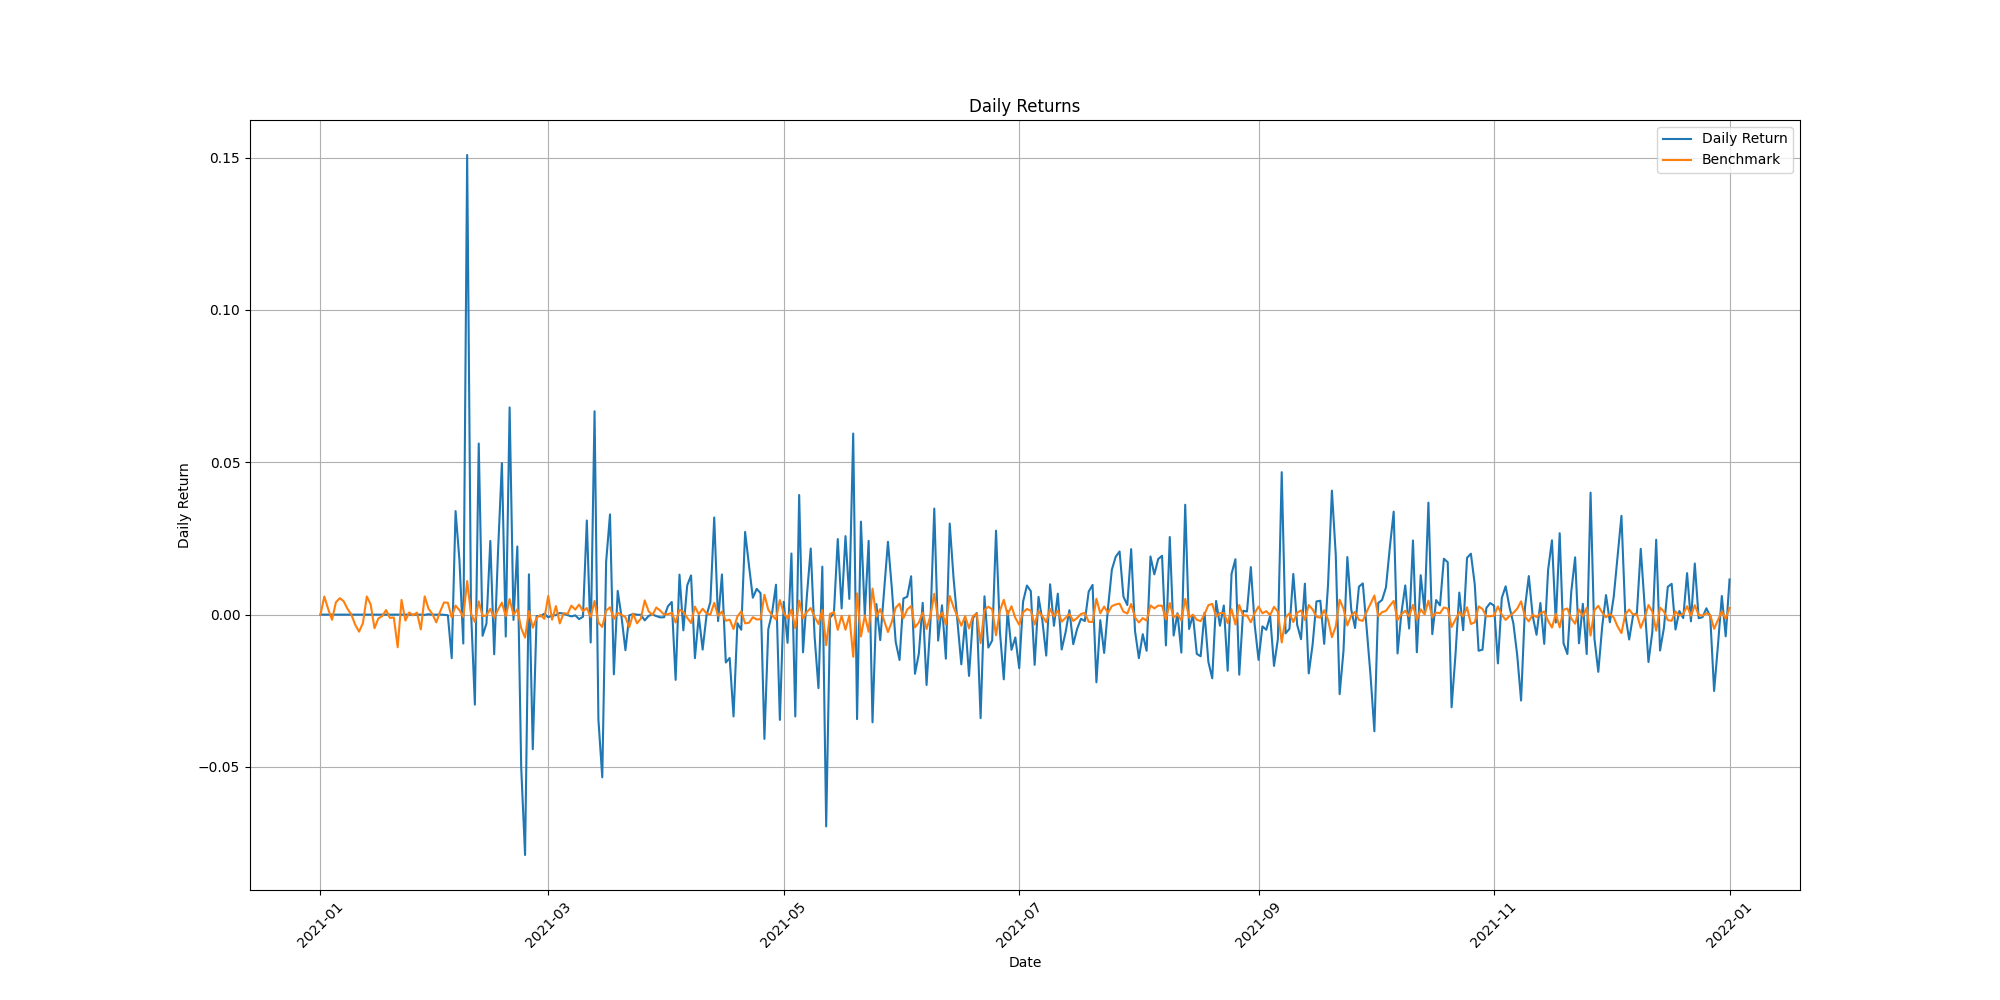 Daily Returns
Daily Return
Benchmark
0.15
0.10
0.05
0.00
−0.05
Daily Return
2021-01
2021-03
2021-05
2021-07
2021-09
2021-11
2022-01
Date